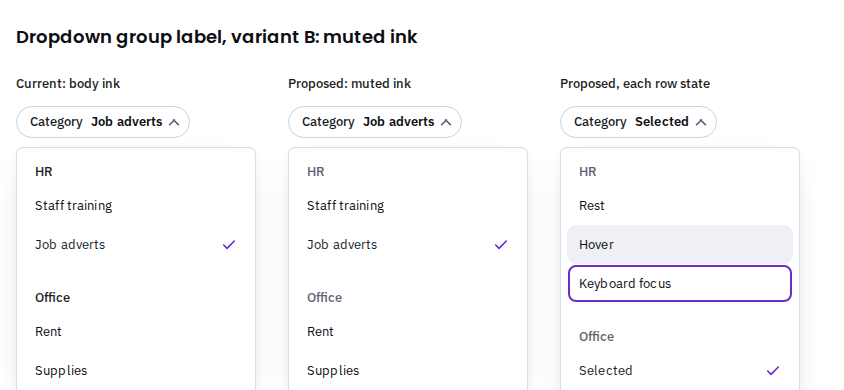 Dropdown group label, variant B: muted ink
Current: body ink
Category Job adverts
HR
Staff training
Job adverts
Office
Rent
Supplies
Proposed: muted ink
Category Job adverts
HR
Staff training
Job adverts
Office
Rent
Supplies
Proposed, each row state
Category Selected
HR
Rest
Hover
Keyboard focus
Office
Selected